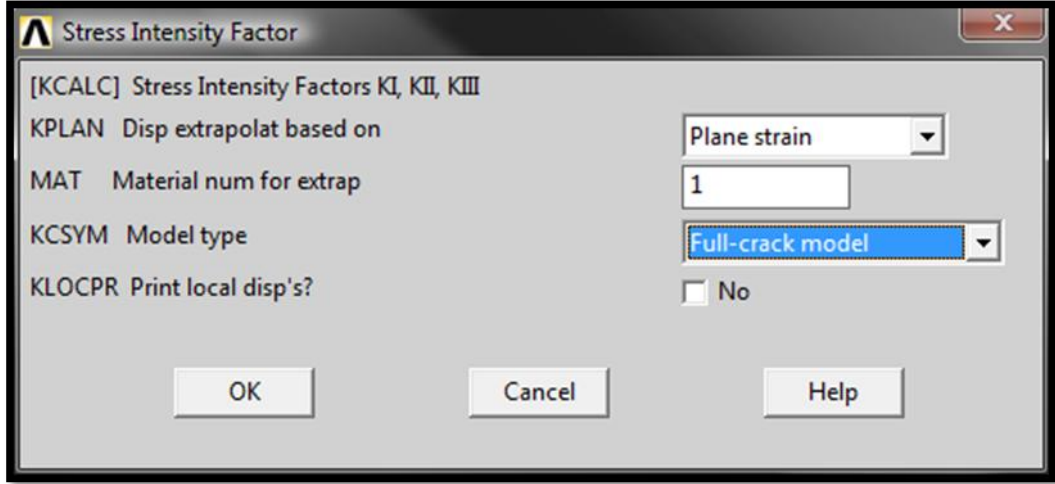 Stress Intensity Factor
[KCALC] Stress Intensity Factors KI, KII, KIII
KPLAN Disp extrapolat based on Plane strain
MAT Material num for extrap 1
KCSYM Model type Full-crack model
KLOCPR Print local disp's? No
OK Cancel Help